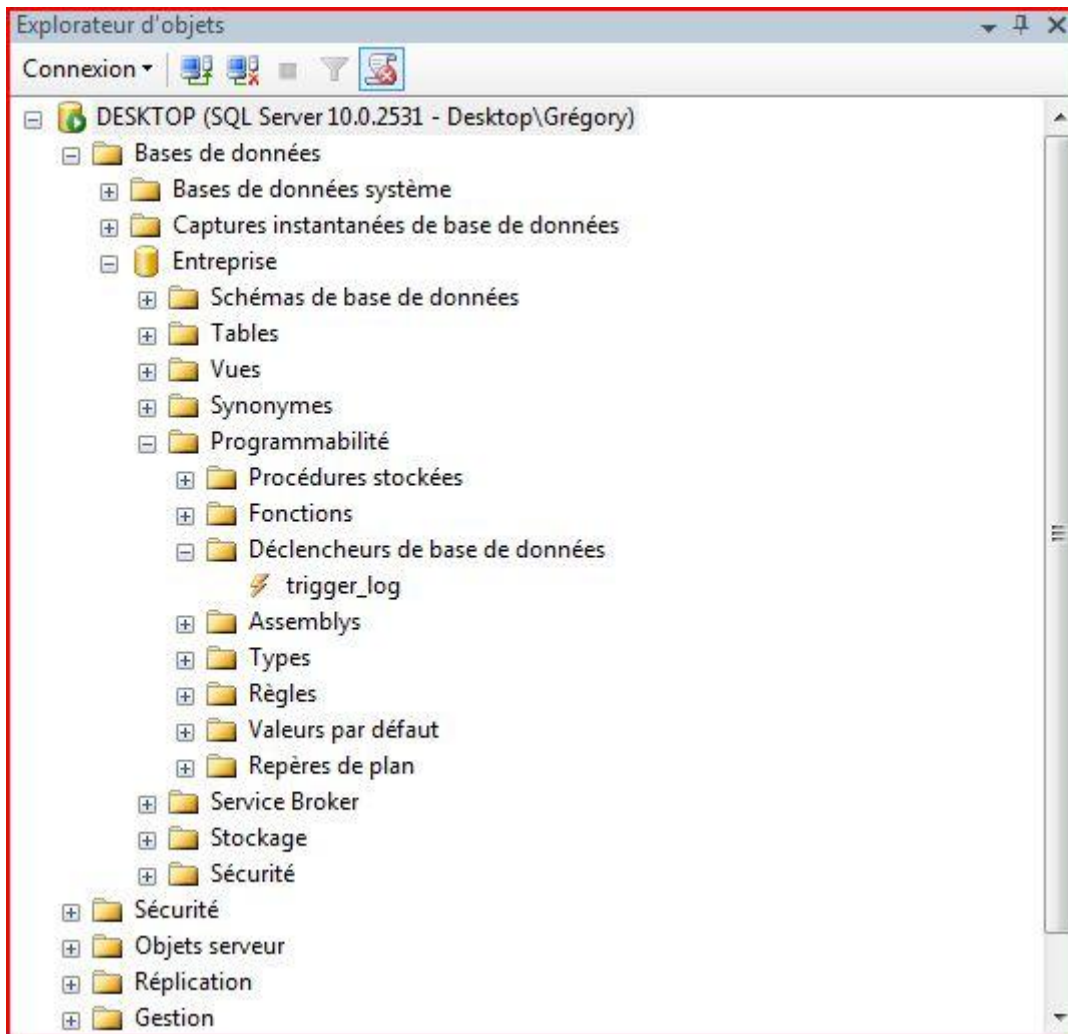 Explorateur d'objets
Connexion
DESKTOP (SQL Server 10.0.2531 - Desktop\Grégory)
Bases de données
Bases de données système
Captures instantanées de base de données
Entreprise
Schémas de base de données
Tables
Vues
Synonymes
Programmabilité
Procédures stockées
Fonctions
Déclencheurs de base de données
trigger_log
Assemblys
Types
Règles
Valeurs par défaut
Repères de plan
Service Broker
Stockage
Sécurité
Sécurité
Objets serveur
Réplication
Gestion